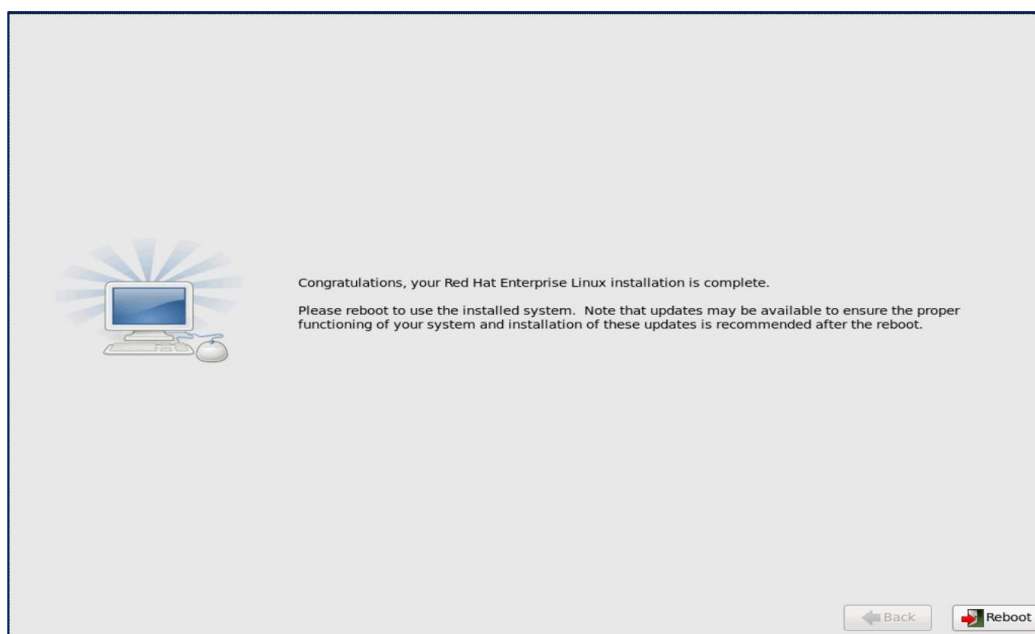 Congratulations, your Red Hat Enterprise Linux installation is complete.
Please reboot to use the installed system.  Note that updates may be available to ensure the proper
functioning of your system and installation of these updates is recommended after the reboot.
Back
Reboot